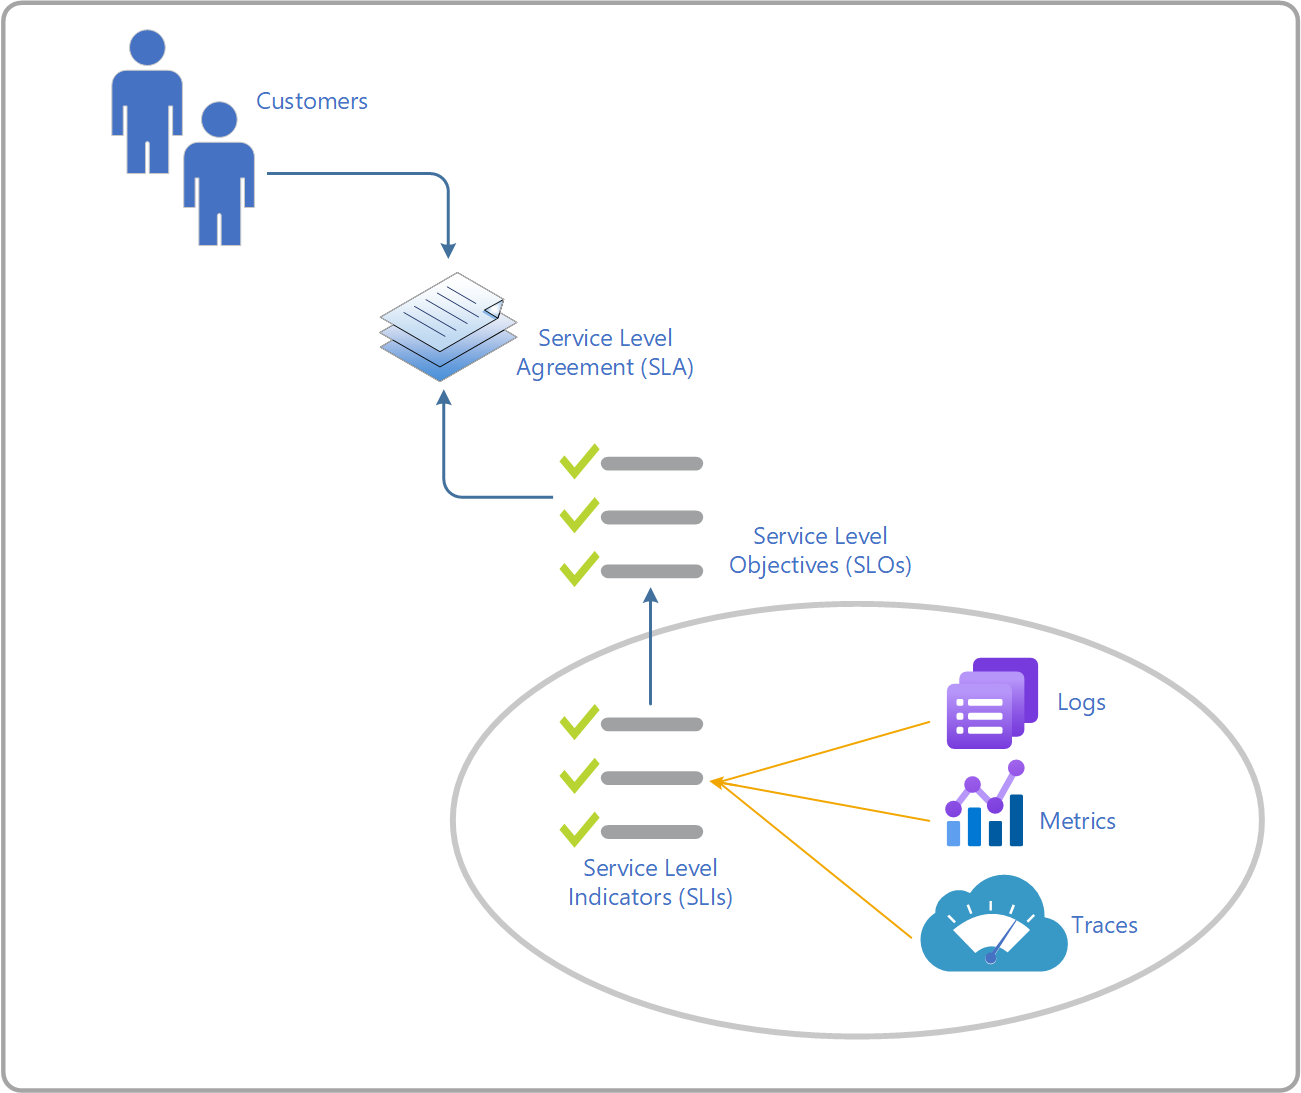 Customers
Service Level
Agreement (SLA)
Service Level
Objectives (SLOs)
Logs
Metrics
Service Level
Indicators (SLIs)
Traces